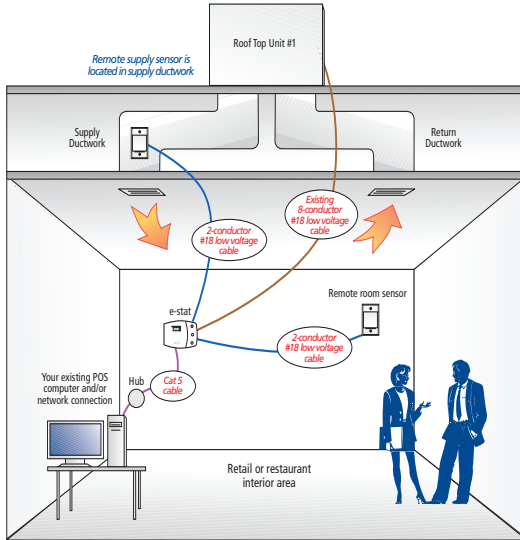 Roof Top Unit #1
Remote supply sensor is
located in supply ductwork
Supply
Ductwork
Return
Ductwork
Existing
8-conductor
#18 low voltage
cable
2-conductor
#18 low voltage
cable
Remote room sensor
e-stat
2-conductor
#18 low voltage
cable
Your existing POS
computer and/or
network connection
Hub
Cat 5
cable
Retail or restaurant
interior area